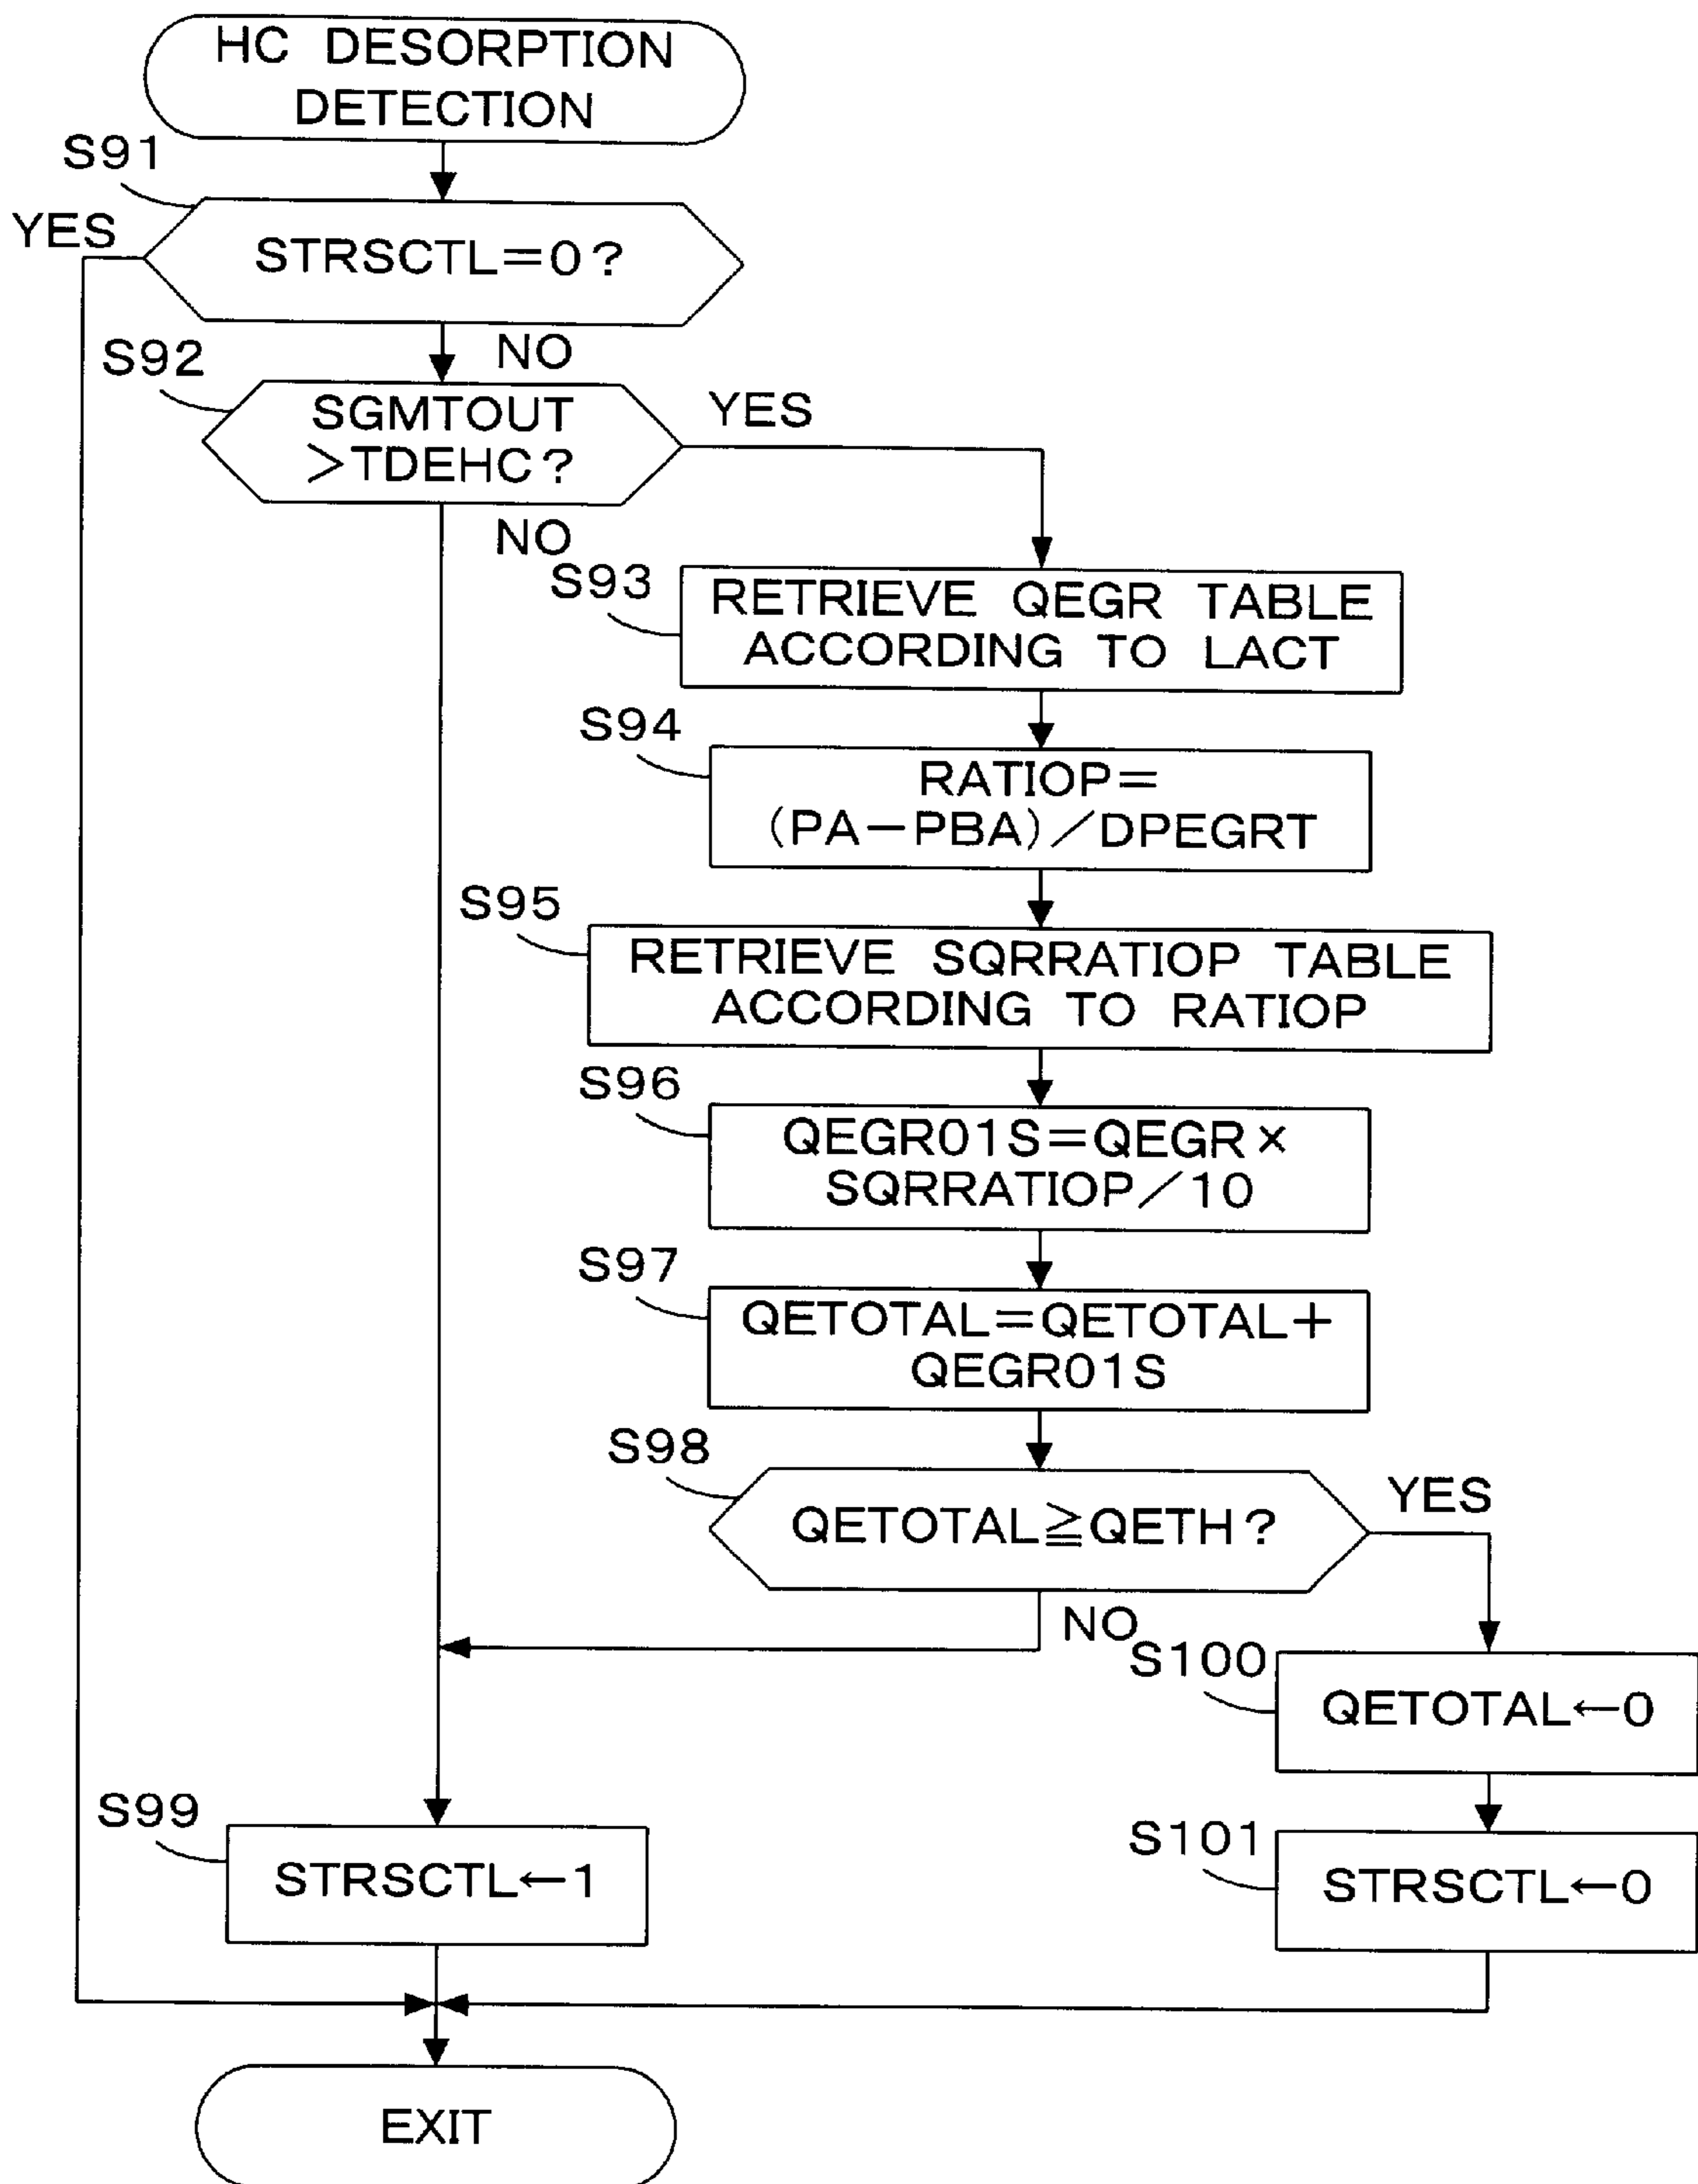 HC DESORPTION
DETECTION
S91
YES
STRSCTL=0?
NO
S92
SGMTOUT
>TDEHC?
YES
NO
S93
RETRIEVE QEGR TABLE
ACCORDING TO LACT
S94
RATIOP=
(PA−PBA)/DPEGRT
S95
RETRIEVE SQRRATIOP TABLE
ACCORDING TO RATIOP
S96
QEGR01S=QEGR×
SQRRATIOP/10
S97
QETOTAL=QETOTAL+
QEGR01S
S98
QETOTAL≧QETH?
YES
NO
S100
QETOTAL←0
S99
STRSCTL←1
S101
STRSCTL←0
EXIT